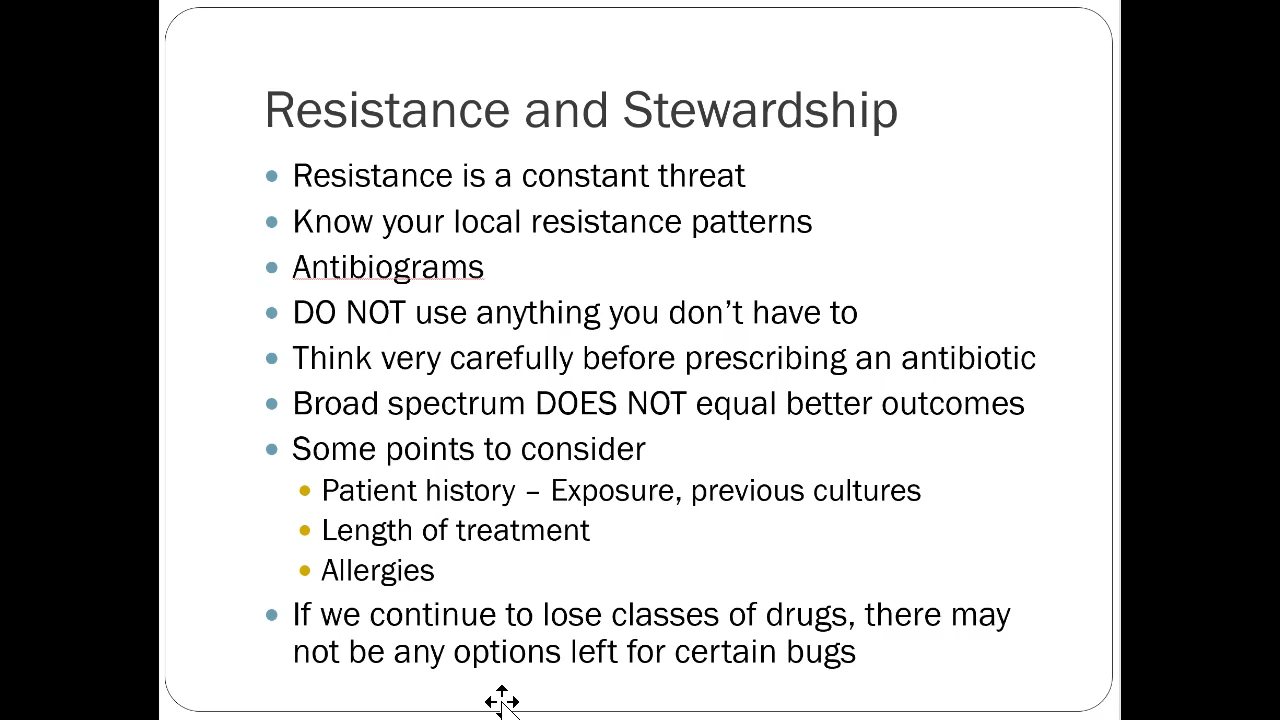 Resistance and Stewardship
• Resistance is a constant threat
• Know your local resistance patterns
• Antibiograms
• DO NOT use anything you don’t have to
• Think very carefully before prescribing an antibiotic
• Broad spectrum DOES NOT equal better outcomes
• Some points to consider
• Patient history – Exposure, previous cultures
• Length of treatment
• Allergies
• If we continue to lose classes of drugs, there may
not be any options left for certain bugs